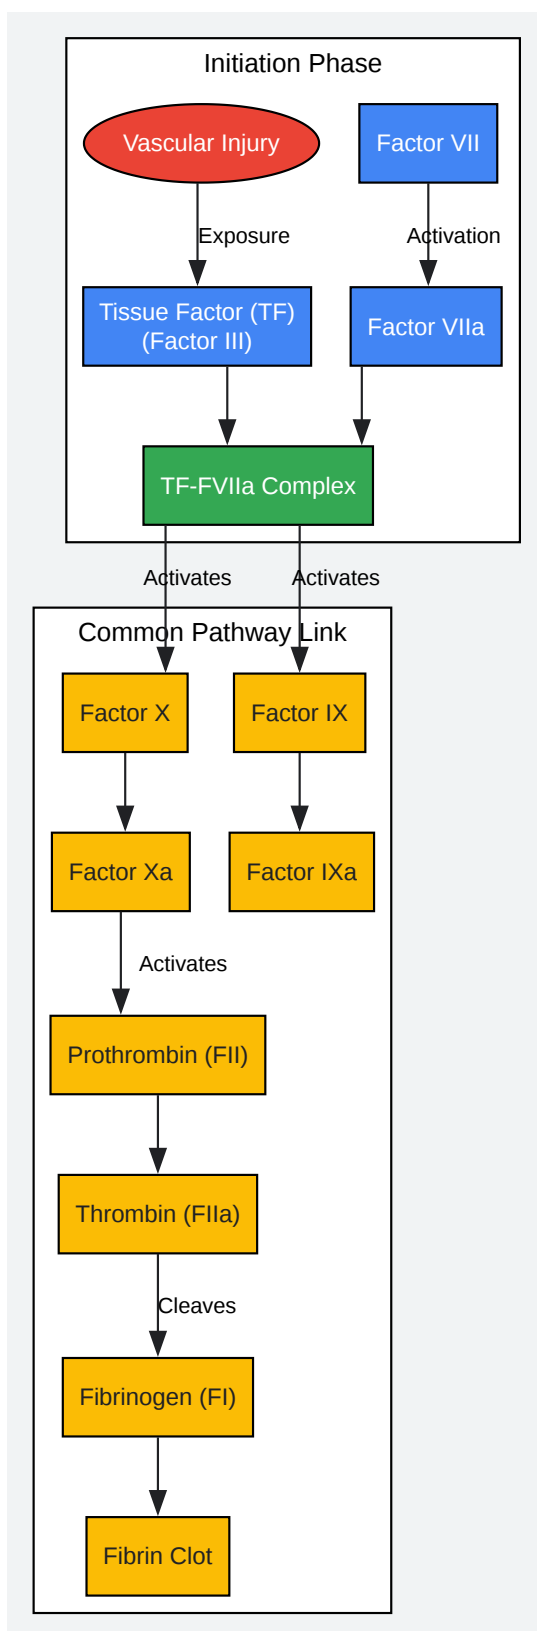 Initiation Phase
Vascular Injury
Factor VII
Exposure
Activation
Tissue Factor (TF)
(Factor III)
Factor VIIa
TF-FVIIa Complex
Activates
Activates
Common Pathway Link
Factor X
Factor IX
Factor Xa
Factor IXa
Activates
Prothrombin (FII)
Thrombin (FIIa)
Cleaves
Fibrinogen (FI)
Fibrin Clot